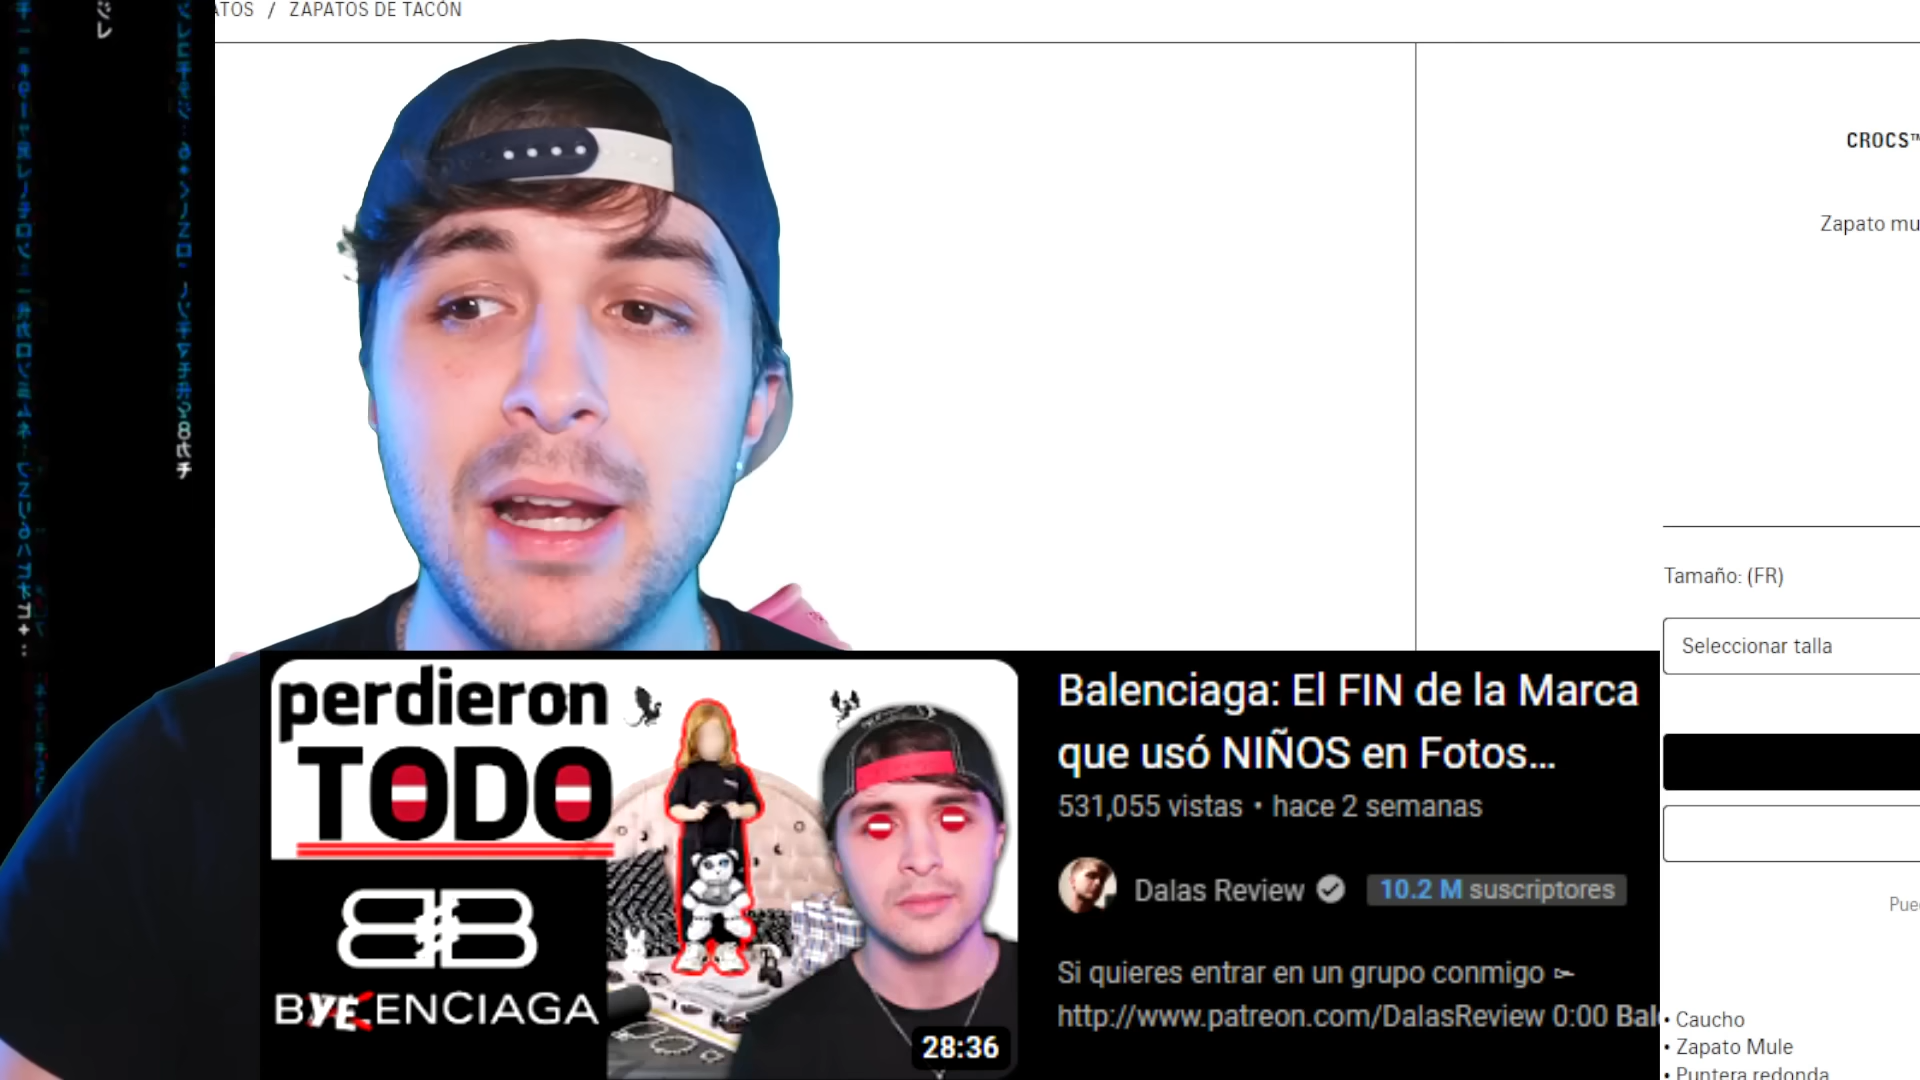 ATOS / ZAPATOS DE TACÓN
CROCS™
Zapato mu
Tamaño: (FR)
Seleccionar talla
Pue
• Caucho
• Zapato Mule
• Puntera redonda
perdieron
TODO
BYEENCIAGA
28:36
Balenciaga: El FIN de la Marca
que usó NIÑOS en Fotos...
531,055 vistas • hace 2 semanas
Dalas Review
10.2 M suscriptores
Si quieres entrar en un grupo conmigo ➳
http://www.patreon.com/DalasReview 0:00 Bal